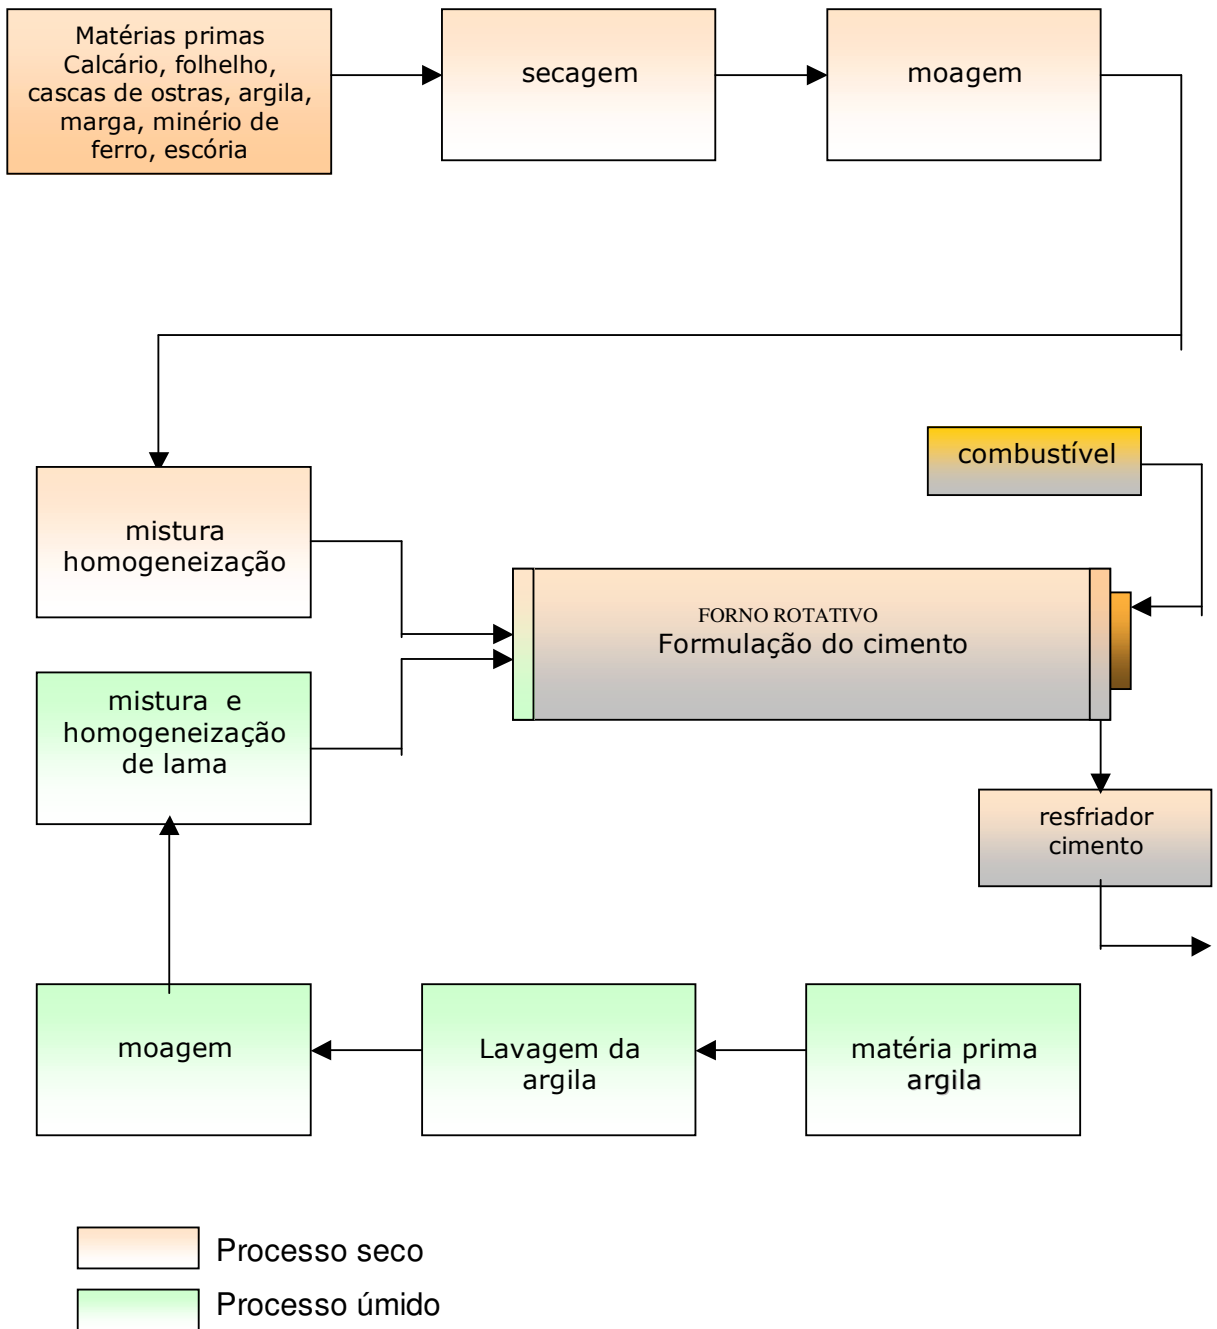 Matérias primas
Calcário, folhelho,
cascas de ostras, argila,
marga, minério de
ferro, escória
secagem
moagem
combustível
mistura
homogeneização
FORNO ROTATIVO
Formulação do cimento
mistura e
homogeneização
de lama
resfriador
cimento
moagem
Lavagem da
argila
matéria prima
argila
Processo seco
Processo úmido